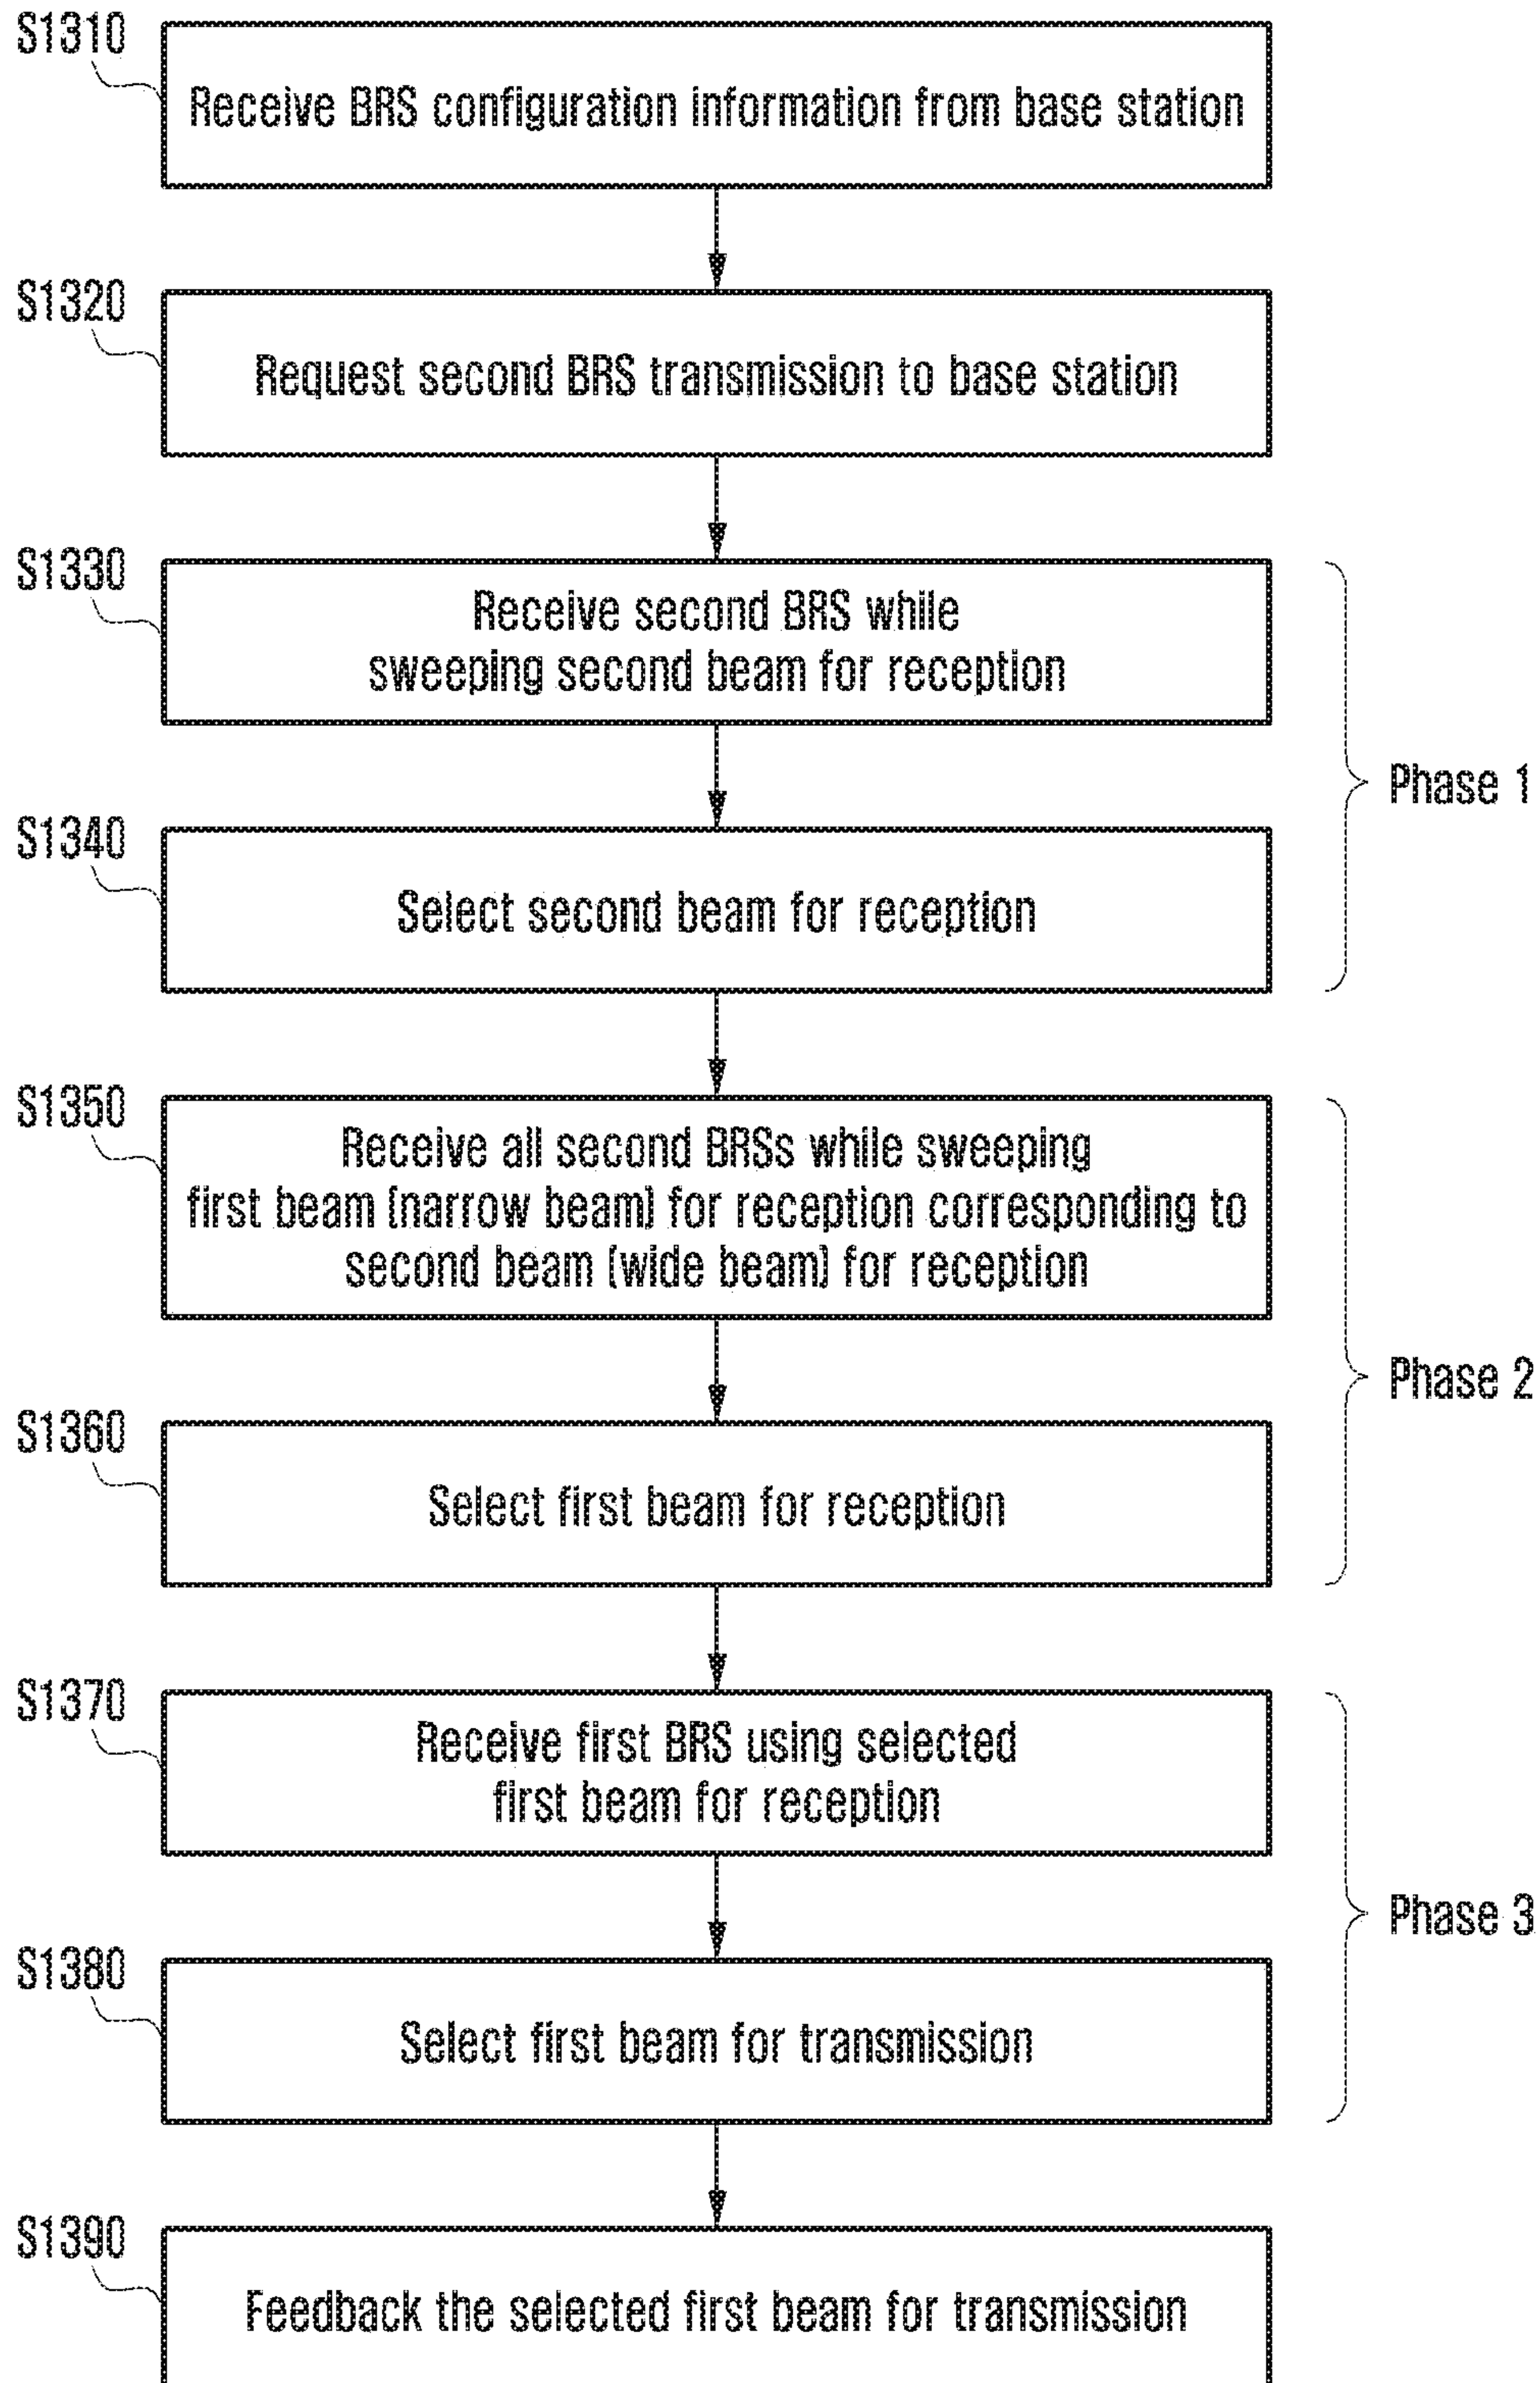 S1310
Receive BRS configuration information from base station
S1320
Request second BRS transmission to base station
S1330
Receive second BRS while
sweeping second beam for reception
Phase 1
S1340
Select second beam for reception
S1350
Receive all second BRSs while sweeping
first beam (narrow beam) for reception corresponding to
second beam (wide beam) for reception
Phase 2
S1360
Select first beam for reception
S1370
Receive first BRS using selected
first beam for reception
Phase 3
S1380
Select first beam for transmission
S1390
Feedback the selected first beam for transmission